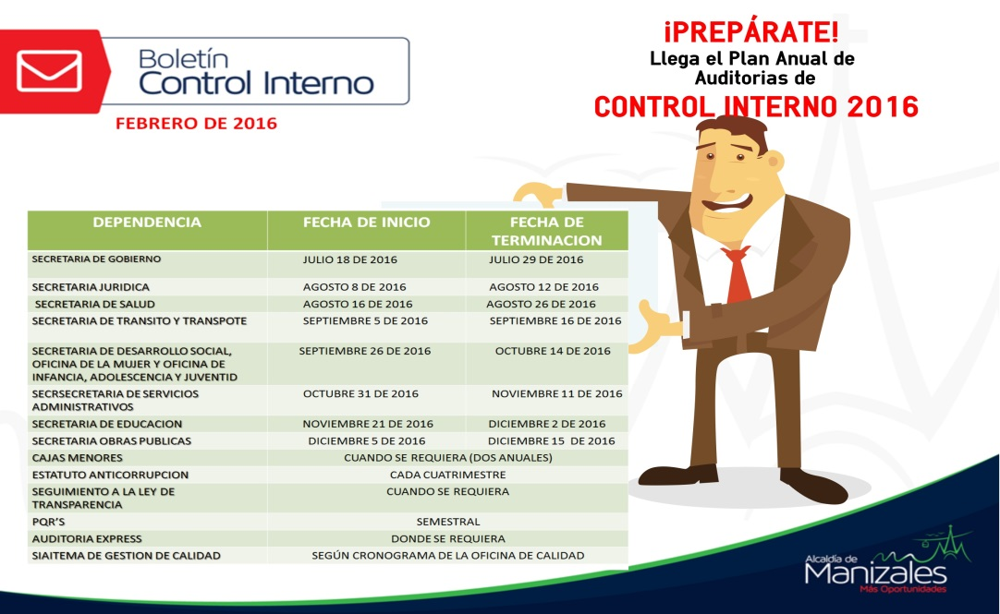 Boletín
Control Interno
FEBRERO DE 2016
¡PREPÁRATE!
Llega el Plan Anual de
Auditorias de
CONTROL INTERNO 2016
DEPENDENCIA FECHA DE INICIO FECHA DE
TERMINACION
SECRETARIA DE GOBIERNO JULIO 18 DE 2016 JULIO 29 DE 2016
SECRETARIA JURIDICA AGOSTO 8 DE 2016 AGOSTO 12 DE 2016
SECRETARIA DE SALUD AGOSTO 16 DE 2016 AGOSTO 26 DE 2016
SECRETARIA DE TRANSITO Y TRANSPOTE SEPTIEMBRE 5 DE 2016 SEPTIEMBRE 16 DE 2016
SECRETARIA DE DESARROLLO SOCIAL, SEPTIEMBRE 26 DE 2016 OCTUBRE 14 DE 2016
OFICINA DE LA MUJER Y OFICINA DE
INFANCIA, ADOLESCENCIA Y JUVENTID
SECRSECRETARIA DE SERVICIOS OCTUBRE 31 DE 2016 NOVIEMBRE 11 DE 2016
ADMINISTRATIVOS
SECRETARIA DE EDUCACION NOVIEMBRE 21 DE 2016 DICIEMBRE 2 DE 2016
SECRETARIA OBRAS PUBLICAS DICIEMBRE 5 DE 2016 DICIEMBRE 15 DE 2016
CAJAS MENORES CUANDO SE REQUIERA (DOS ANUALES)
ESTATUTO ANTICORRUPCION CADA CUATRIMESTRE
SEGUIMIENTO A LA LEY DE CUANDO SE REQUIERA
TRANSPARENCIA
PQR'S SEMESTRAL
AUDITORIA EXPRESS DONDE SE REQUIERA
SIAITEMA DE GESTION DE CALIDAD SEGÚN CRONOGRAMA DE LA OFICINA DE CALIDAD
Alcaldía de
Manizales
Más Oportunidades